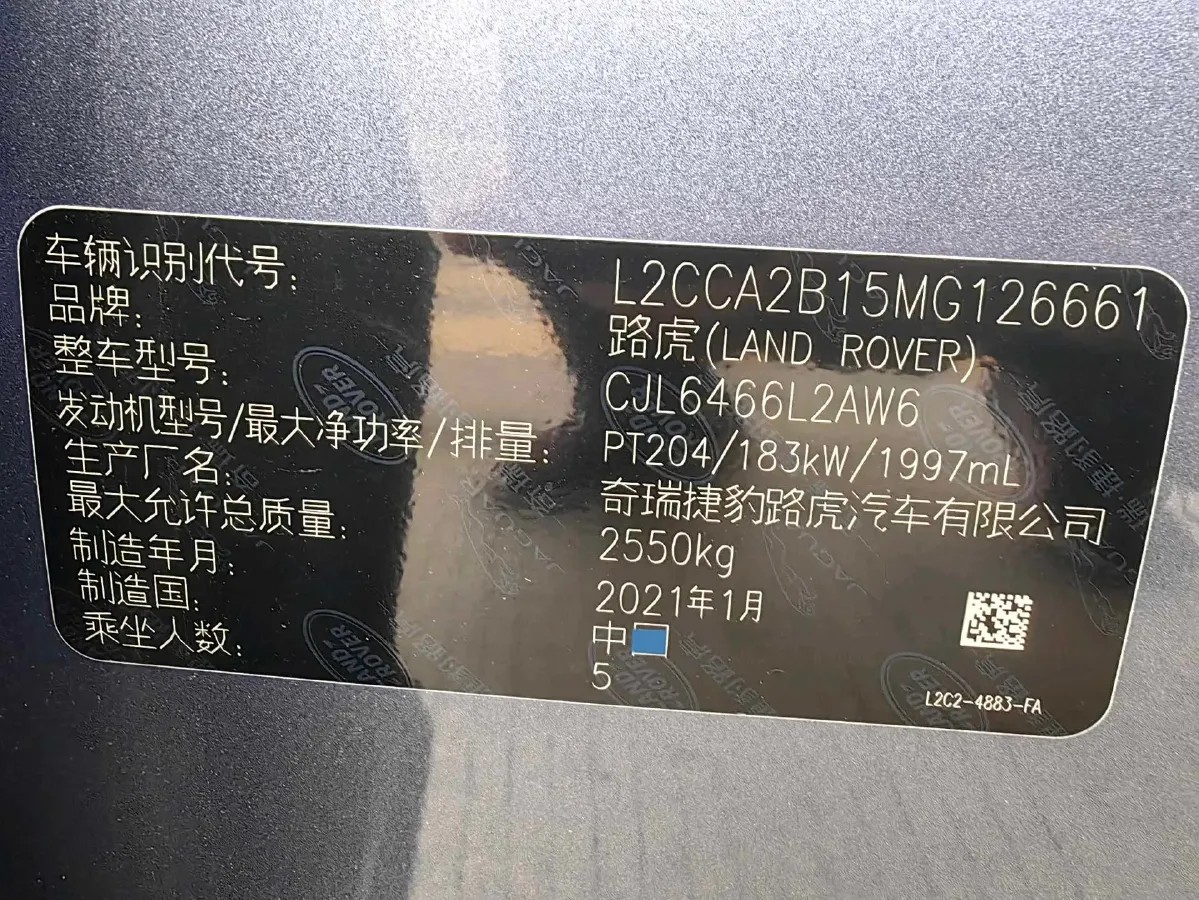 车辆识别代号: L2CCA2B15MG126661
品牌: 路虎(LAND ROVER)
整车型号: CJL6466L2AW6
发动机型号/最大净功率/排量: PT204/183kW/1997mL
生产厂名: 奇瑞捷豹路虎汽车有限公司
最大允许总质量: 2550kg
制造年月: 2021年1月
制造国: 中
乘坐人数: 5
L2C2-4883-FA